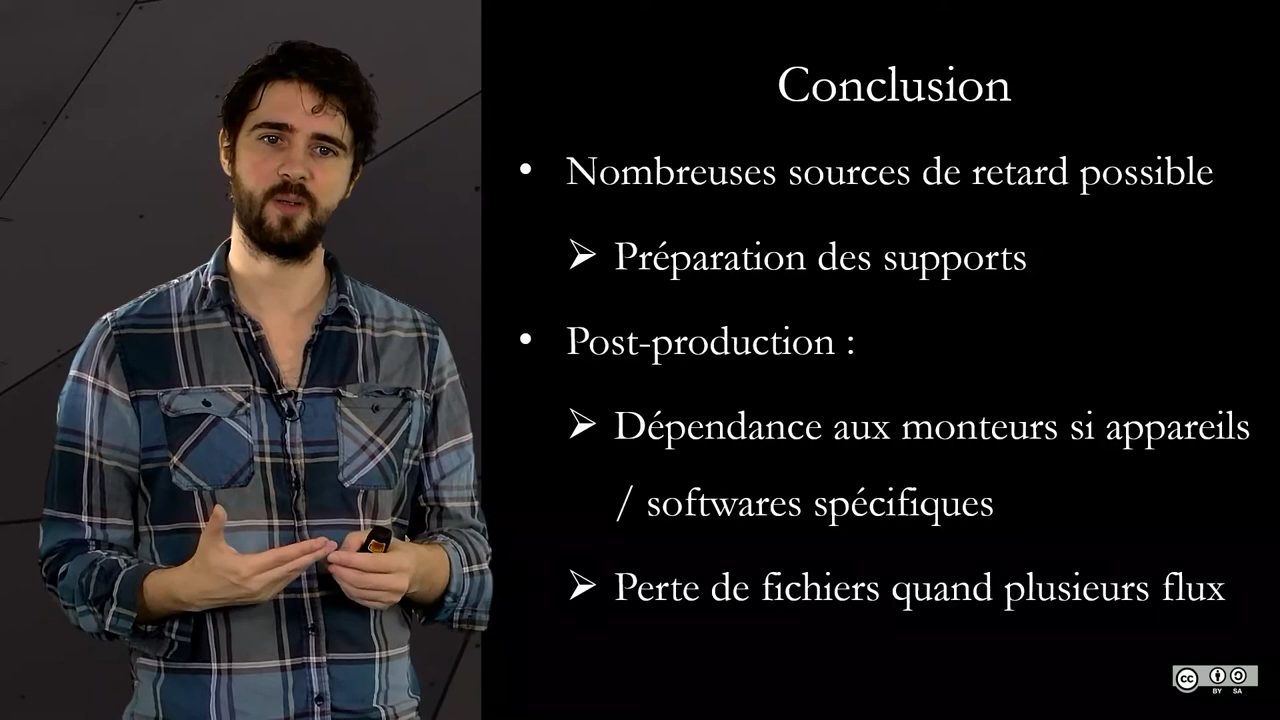 Conclusion
• Nombreuses sources de retard possible
➢ Préparation des supports
• Post-production :
➢ Dépendance aux monteurs si appareils
/ softwares spécifiques
➢ Perte de fichiers quand plusieurs flux
cc
BY SA